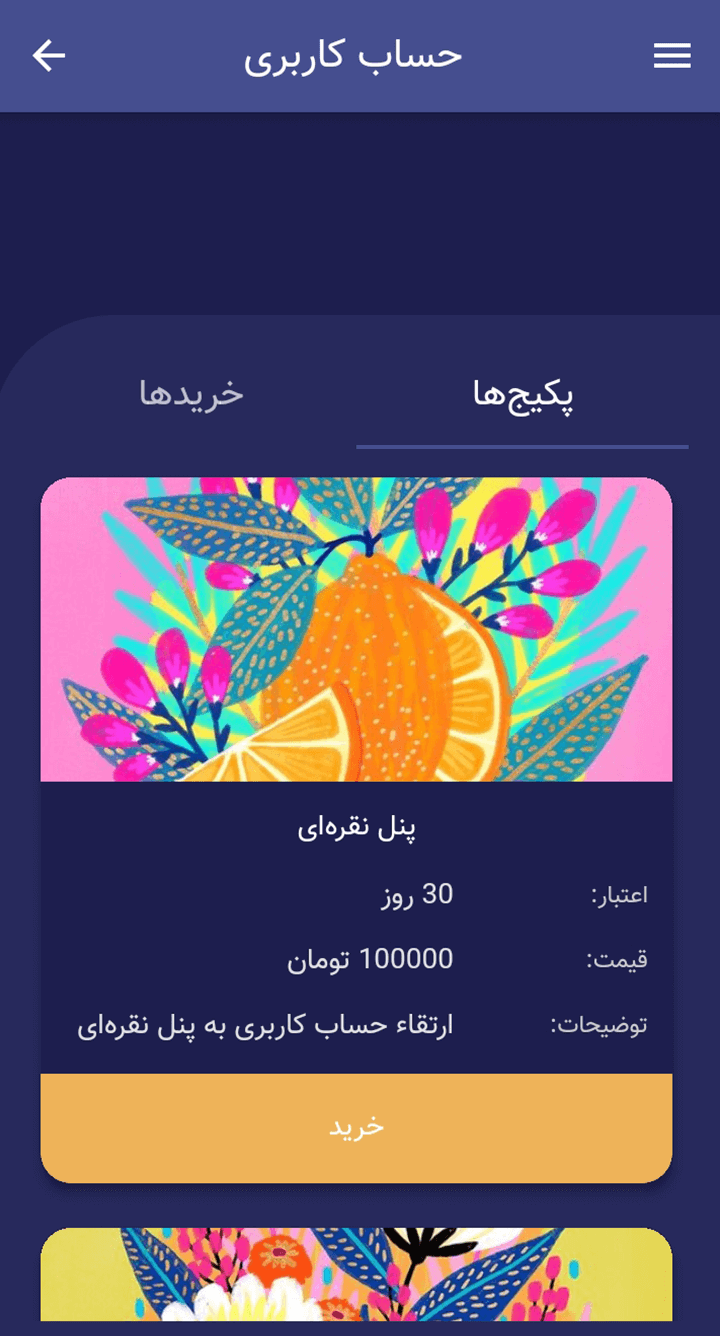 حساب کاربری
پکیج‌ها
خریدها
پنل نقره‌ای
اعتبار: 30 روز
قیمت: 100000 تومان
توضیحات: ارتقاء حساب کاربری به پنل نقره‌ای
خرید